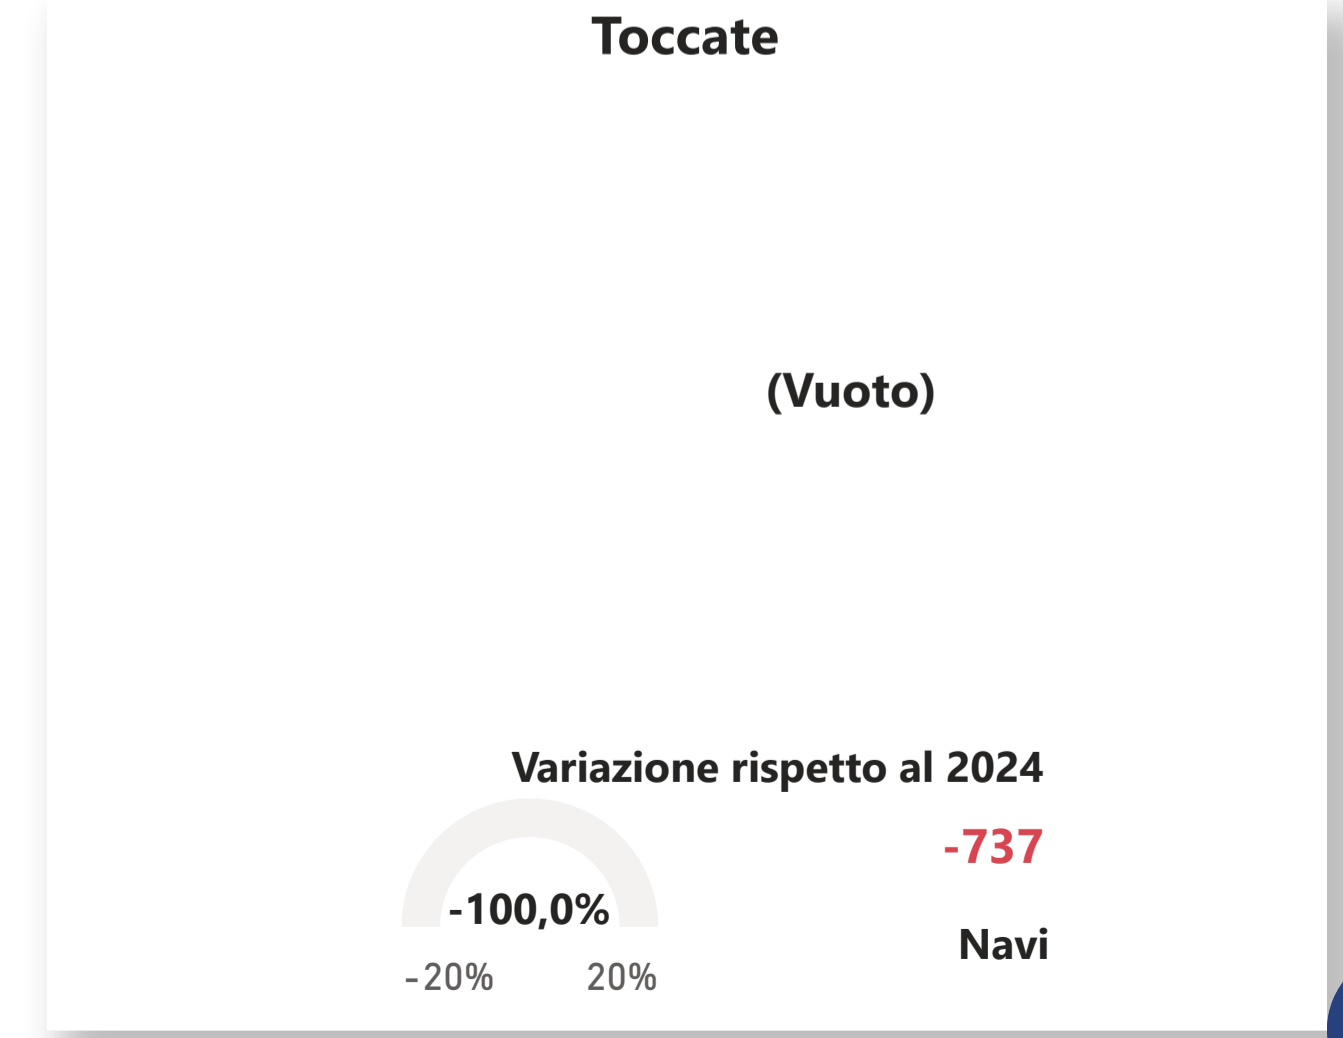 Toccate
(Vuoto)
Variazione rispetto al 2024
-737
-100,0%
Navi
-20%
20%